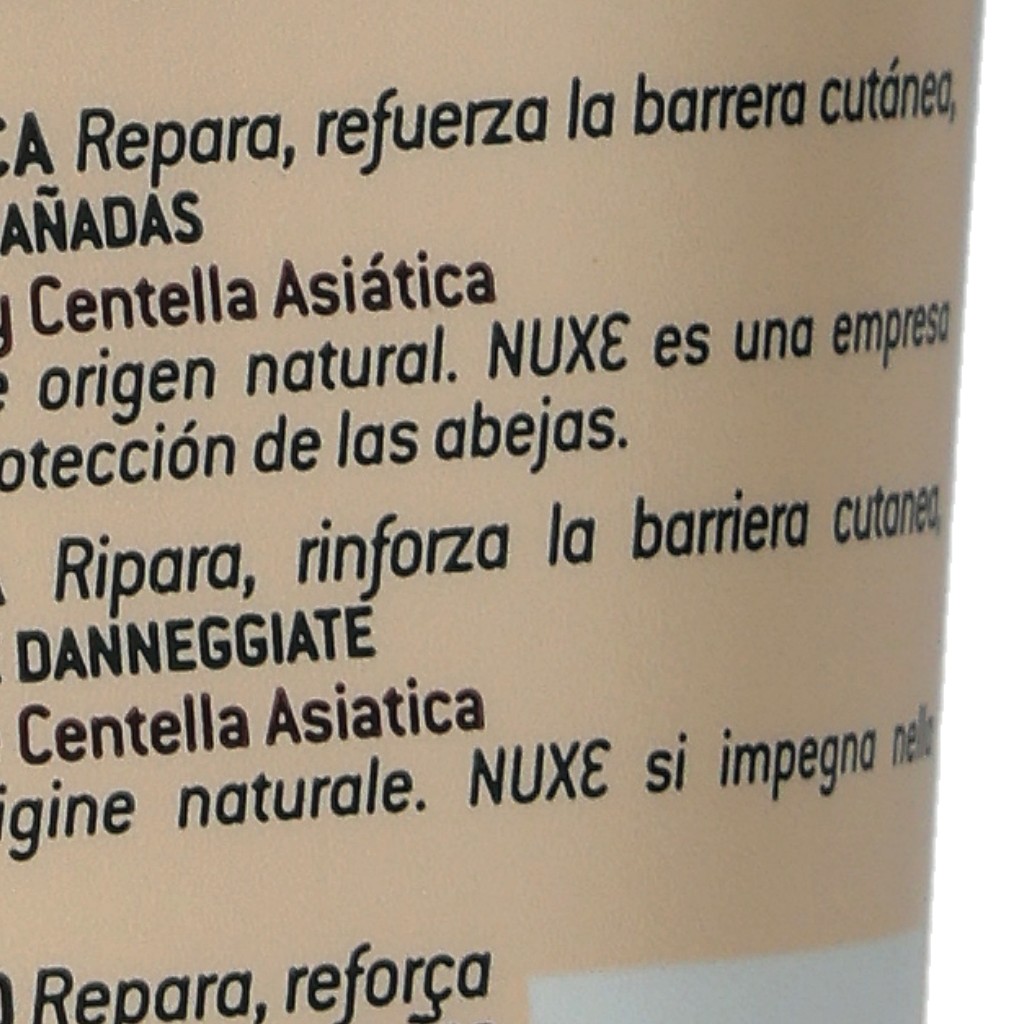 CA Repara, refuerza la barrera cutánea,
AÑADAS
y Centella Asiática
e origen natural. NUXE es una empresa
otección de las abejas.
Ripara, rinforza la barriera cutanea,
DANNEGGIATE
Centella Asiatica
igine naturale. NUXE si impegna nella
Repara, reforça